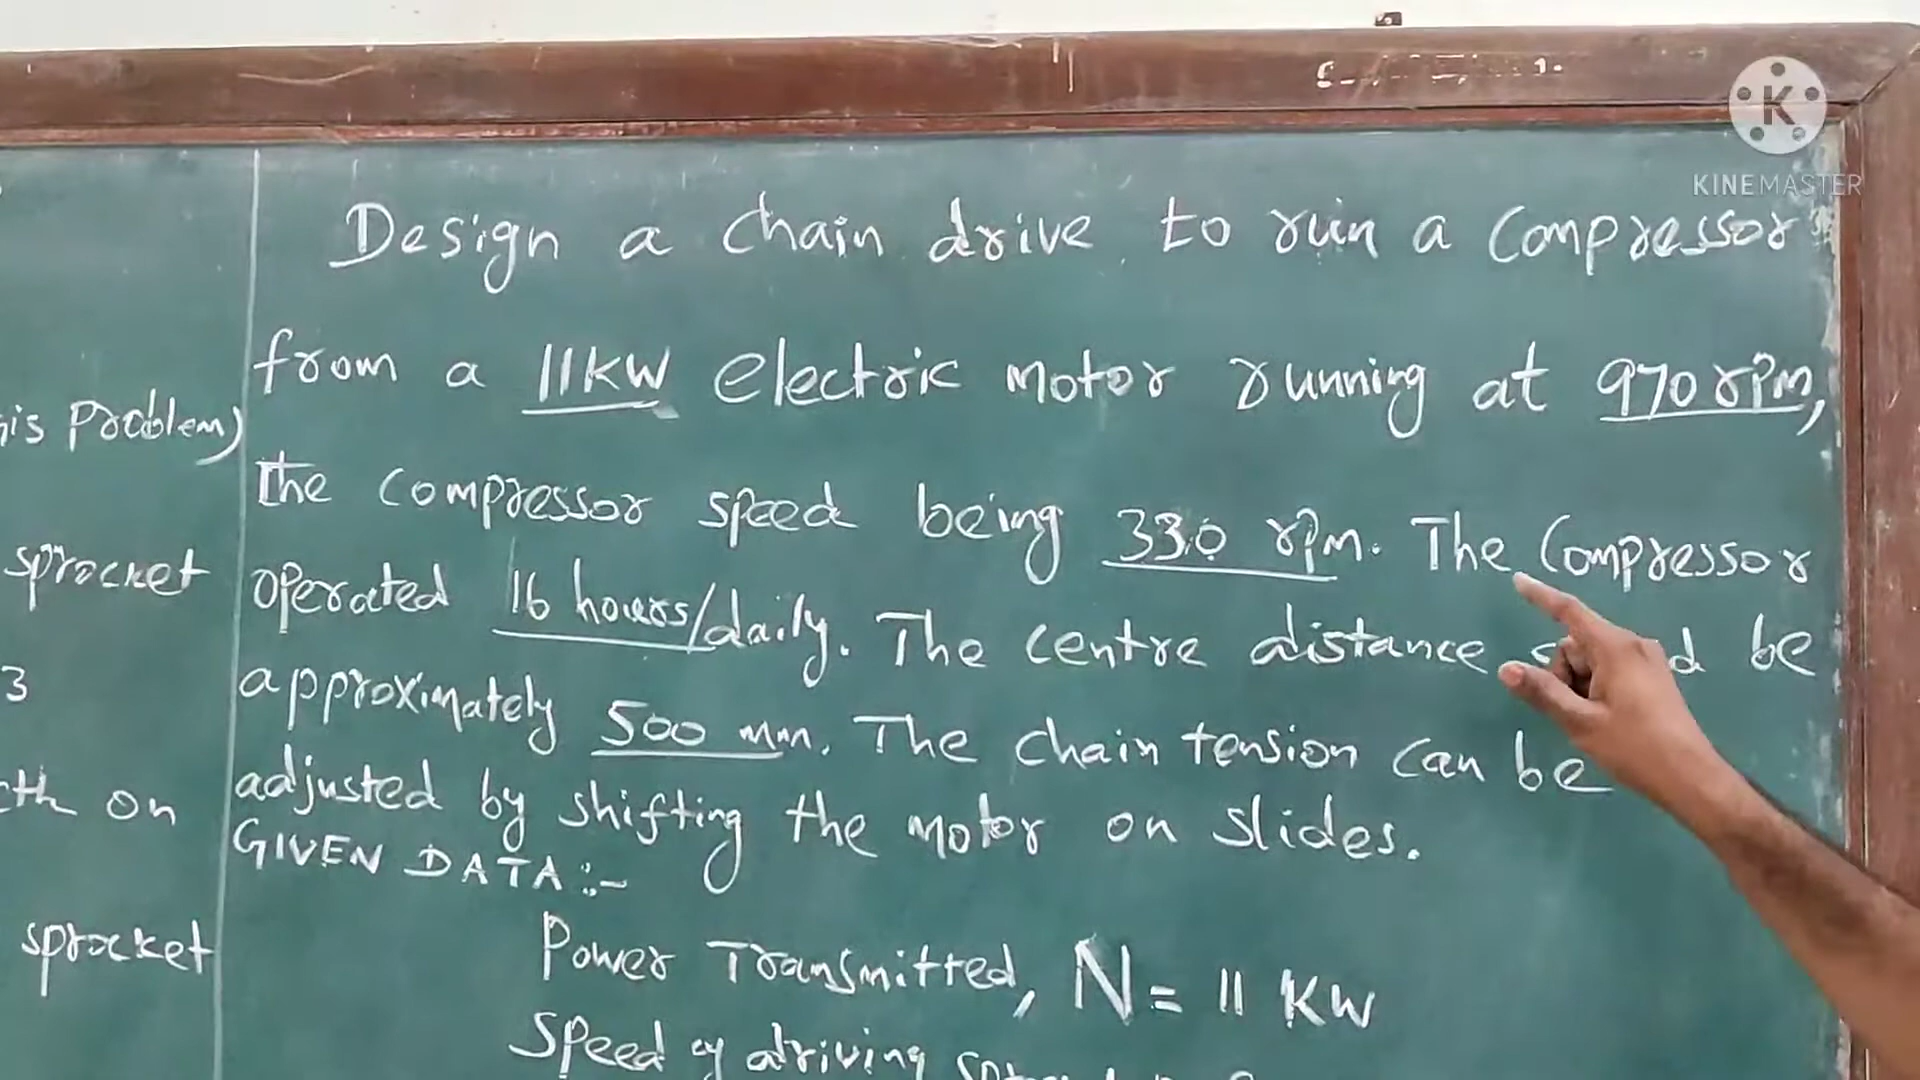 K
KINEMASTER
Design a chain drive to run a compressor
from a 11KW electric motor running at 970 rpm,
the compressor speed being 330 rpm. The compressor
operated 16 hours/daily. The centre distance be
approximately 500 mm. The chain tension can be
adjusted by shifting the motor on slides.
GIVEN DATA :-
Power Transmitted, N = 11 KW
Speed of driving
Problem)
sprocket
3
on
sprocket